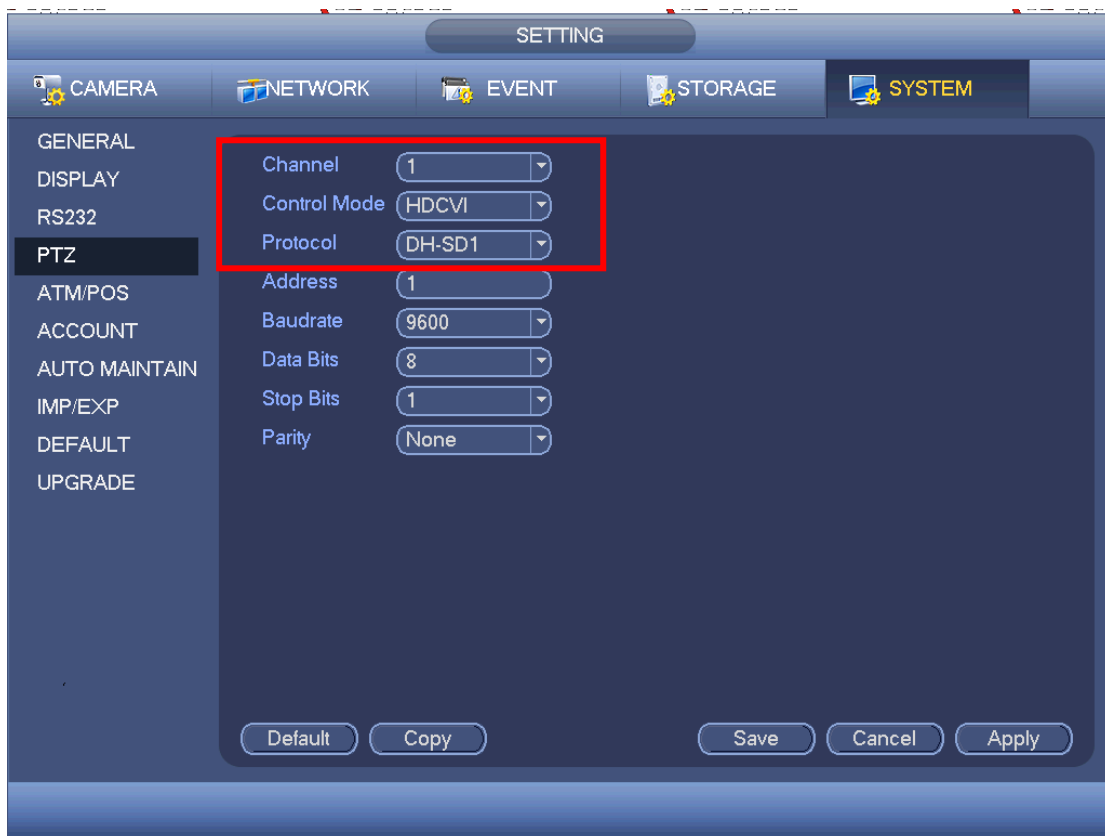 SETTING
CAMERA NETWORK EVENT STORAGE SYSTEM
GENERAL
DISPLAY
RS232
PTZ
ATM/POS
ACCOUNT
AUTO MAINTAIN
IMP/EXP
DEFAULT
UPGRADE
Channel 1
Control Mode HDCVI
Protocol DH-SD1
Address 1
Baudrate 9600
Data Bits 8
Stop Bits 1
Parity None
Default Copy Save Cancel Apply